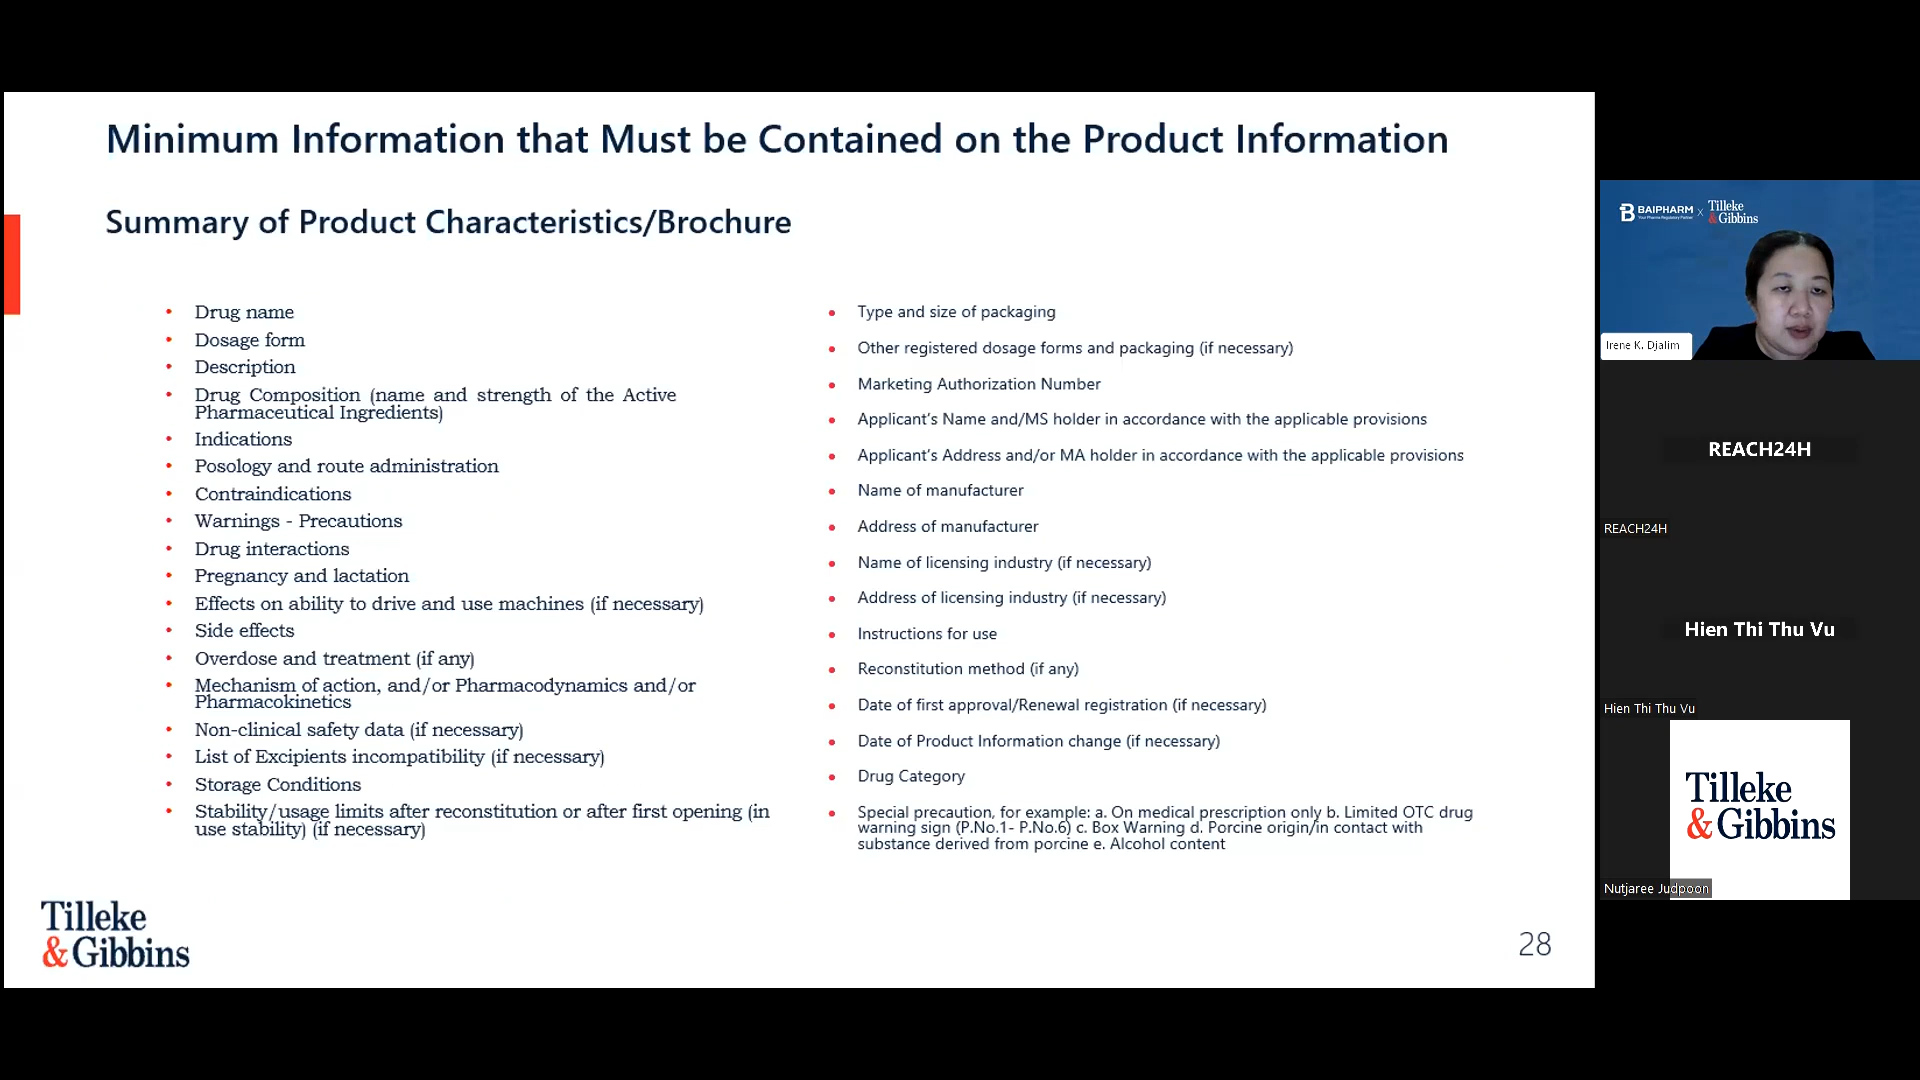 Minimum Information that Must be Contained on the Product Information
Summary of Product Characteristics/Brochure
• Drug name
• Dosage form
• Description
• Drug Composition (name and strength of the Active
Pharmaceutical Ingredients)
• Indications
• Posology and route administration
• Contraindications
• Warnings - Precautions
• Drug interactions
• Pregnancy and lactation
• Effects on ability to drive and use machines (if necessary)
• Side effects
• Overdose and treatment (if any)
• Mechanism of action, and/or Pharmacodynamics and/or
Pharmacokinetics
• Non-clinical safety data (if necessary)
• List of Excipients incompatibility (if necessary)
• Storage Conditions
• Stability/usage limits after reconstitution or after first opening (in
use stability) (if necessary)
• Type and size of packaging
• Other registered dosage forms and packaging (if necessary)
• Marketing Authorization Number
• Applicant's Name and/MS holder in accordance with the applicable provisions
• Applicant's Address and/or MA holder in accordance with the applicable provisions
• Name of manufacturer
• Address of manufacturer
• Name of licensing industry (if necessary)
• Address of licensing industry (if necessary)
• Instructions for use
• Reconstitution method (if any)
• Date of first approval/Renewal registration (if necessary)
• Date of Product Information change (if necessary)
• Drug Category
• Special precaution, for example: a. On medical prescription only b. Limited OTC drug
warning sign (P.No.1- P.No.6) c. Box Warning d. Porcine origin/in contact with
substance derived from porcine e. Alcohol content
Tilleke
& Gibbins
28
BAIPHARM x Tilleke
Your Pharma Regulatory Partner & Gibbins
Irene K. Djalim
REACH24H
REACH24H
Hien Thi Thu Vu
Hien Thi Thu Vu
Tilleke
& Gibbins
Nutjaree Judpoon